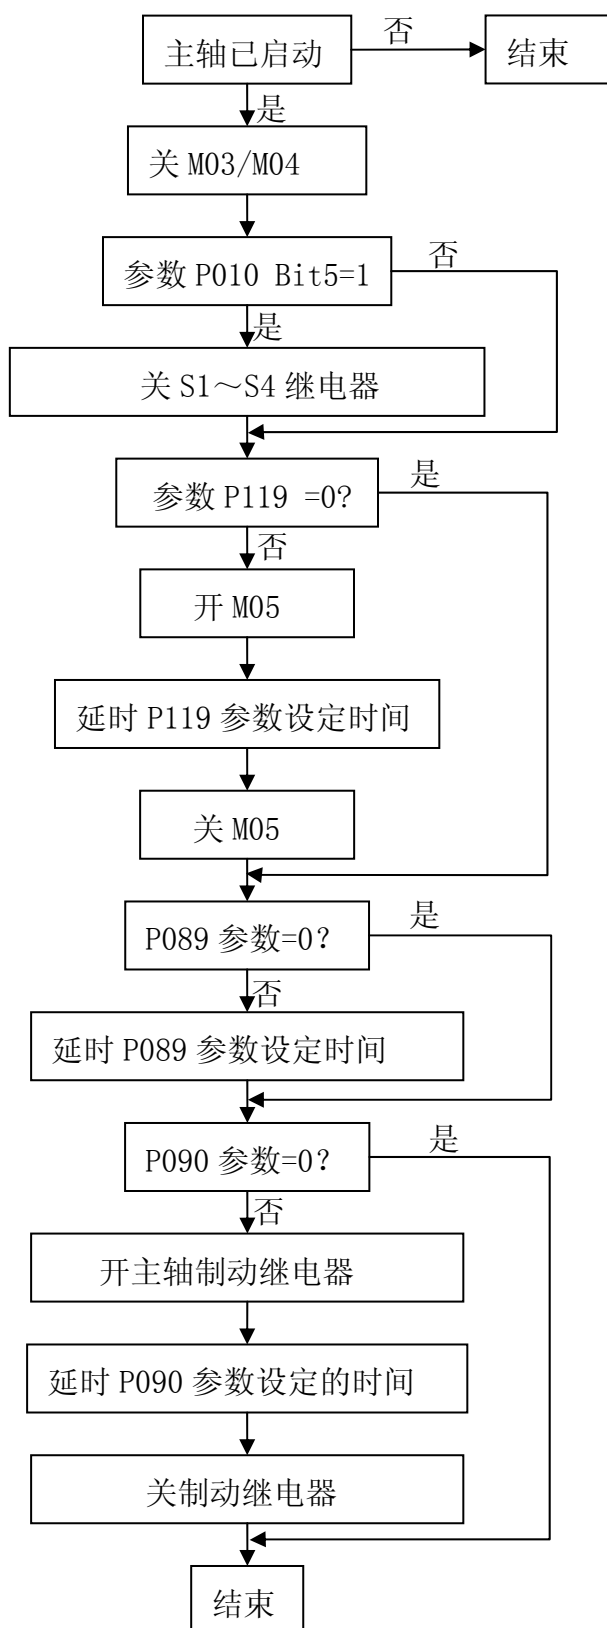 主轴已启动
否
结束
是
关 M03/M04
参数 P010 Bit5=1
否
是
关 S1～S4 继电器
参数 P119 =0?
是
否
开 M05
延时 P119 参数设定时间
关 M05
P089 参数=0？
是
否
延时 P089 参数设定时间
P090 参数=0？
是
否
开主轴制动继电器
延时 P090 参数设定的时间
关制动继电器
结束